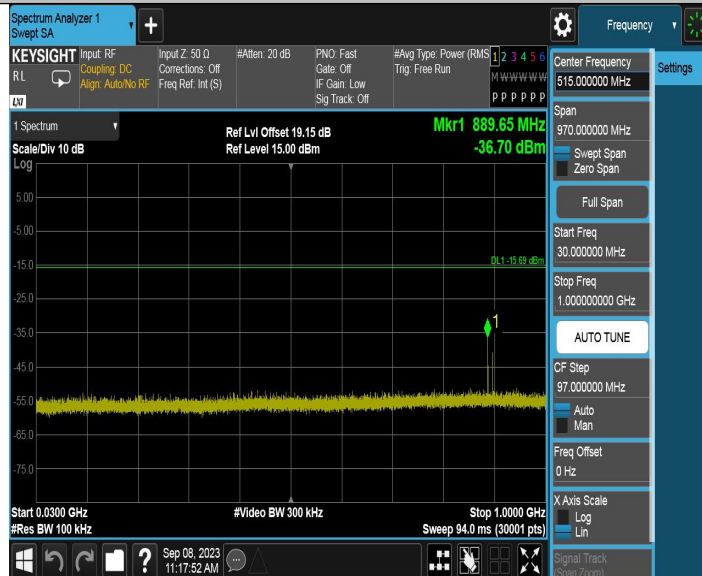 Spectrum Analyzer 1
Swept SA
+
Frequency
KEYSIGHT
RL
LXI
Input: RF
Coupling: DC
Align: Auto/No RF
Input Z: 50 Ω
Corrections: Off
Freq Ref: Int (S)
#Atten: 20 dB
PNO: Fast
Gate: Off
IF Gain: Low
Sig Track: Off
#Avg Type: Power (RMS
Trig: Free Run
1 2 3 4 5 6
M W W W W W
P P P P P P
Center Frequency
515.000000 MHz
Settings
Span
970.000000 MHz
Swept Span
Zero Span
Full Span
Start Freq
30.000000 MHz
Stop Freq
1.000000000 GHz
AUTO TUNE
CF Step
97.000000 MHz
Auto
Man
Freq Offset
0 Hz
X Axis Scale
Log
Lin
Signal Track
(Span Zoom)
1 Spectrum
Scale/Div 10 dB
Ref Lvl Offset 19.15 dB
Ref Level 15.00 dBm
Mkr1 889.65 MHz
-36.70 dBm
Log
5.00
-5.00
-15.0
DL1 -15.69 dBm
-25.0
-35.0
1
-45.0
-55.0
-65.0
-75.0
Start 0.0300 GHz
#Res BW 100 kHz
#Video BW 300 kHz
Stop 1.0000 GHz
Sweep 94.0 ms (30001 pts)
?
Sep 08, 2023
11:17:52 AM